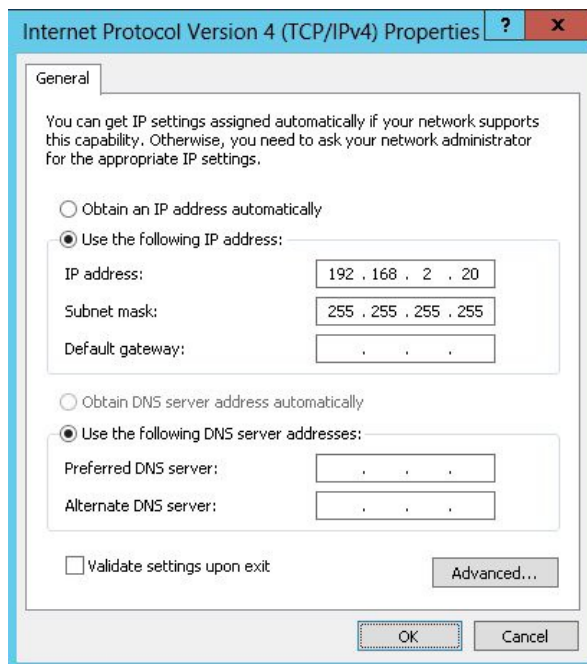 Internet Protocol Version 4 (TCP/IPv4) Properties ? x
General
You can get IP settings assigned automatically if your network supports
this capability. Otherwise, you need to ask your network administrator
for the appropriate IP settings.
Obtain an IP address automatically
Use the following IP address:
IP address: 192 . 168 . 2 . 20
Subnet mask: 255 . 255 . 255 . 255
Default gateway: . . .
Obtain DNS server address automatically
Use the following DNS server addresses:
Preferred DNS server: . . .
Alternate DNS server: . . .
Validate settings upon exit
Advanced...
OK Cancel